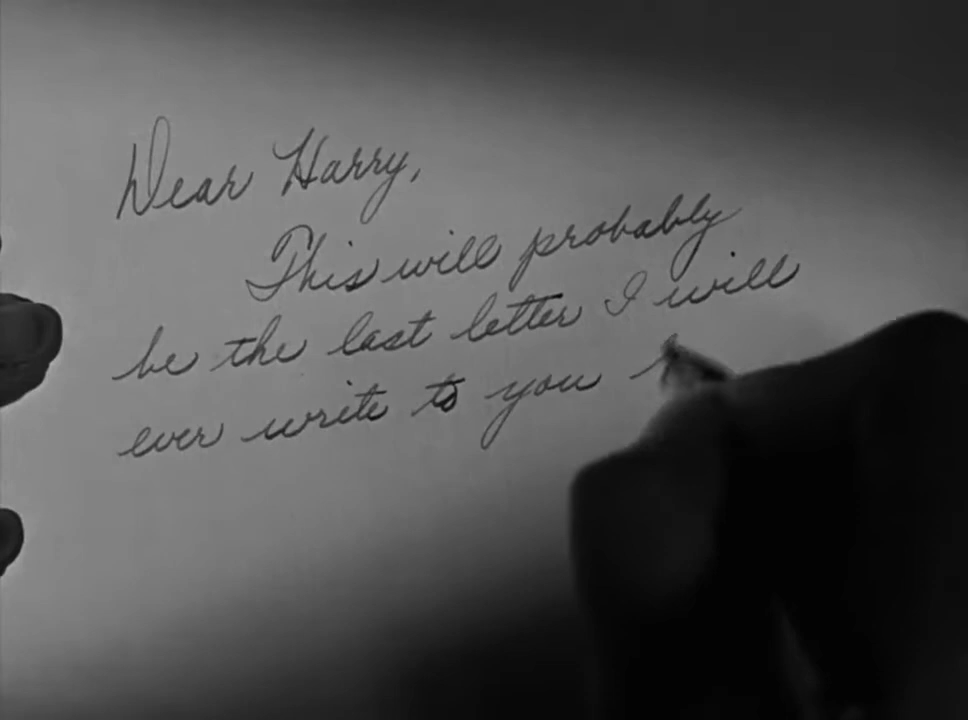 Dear Harry,
This will probably
be the last letter I will
ever write to you